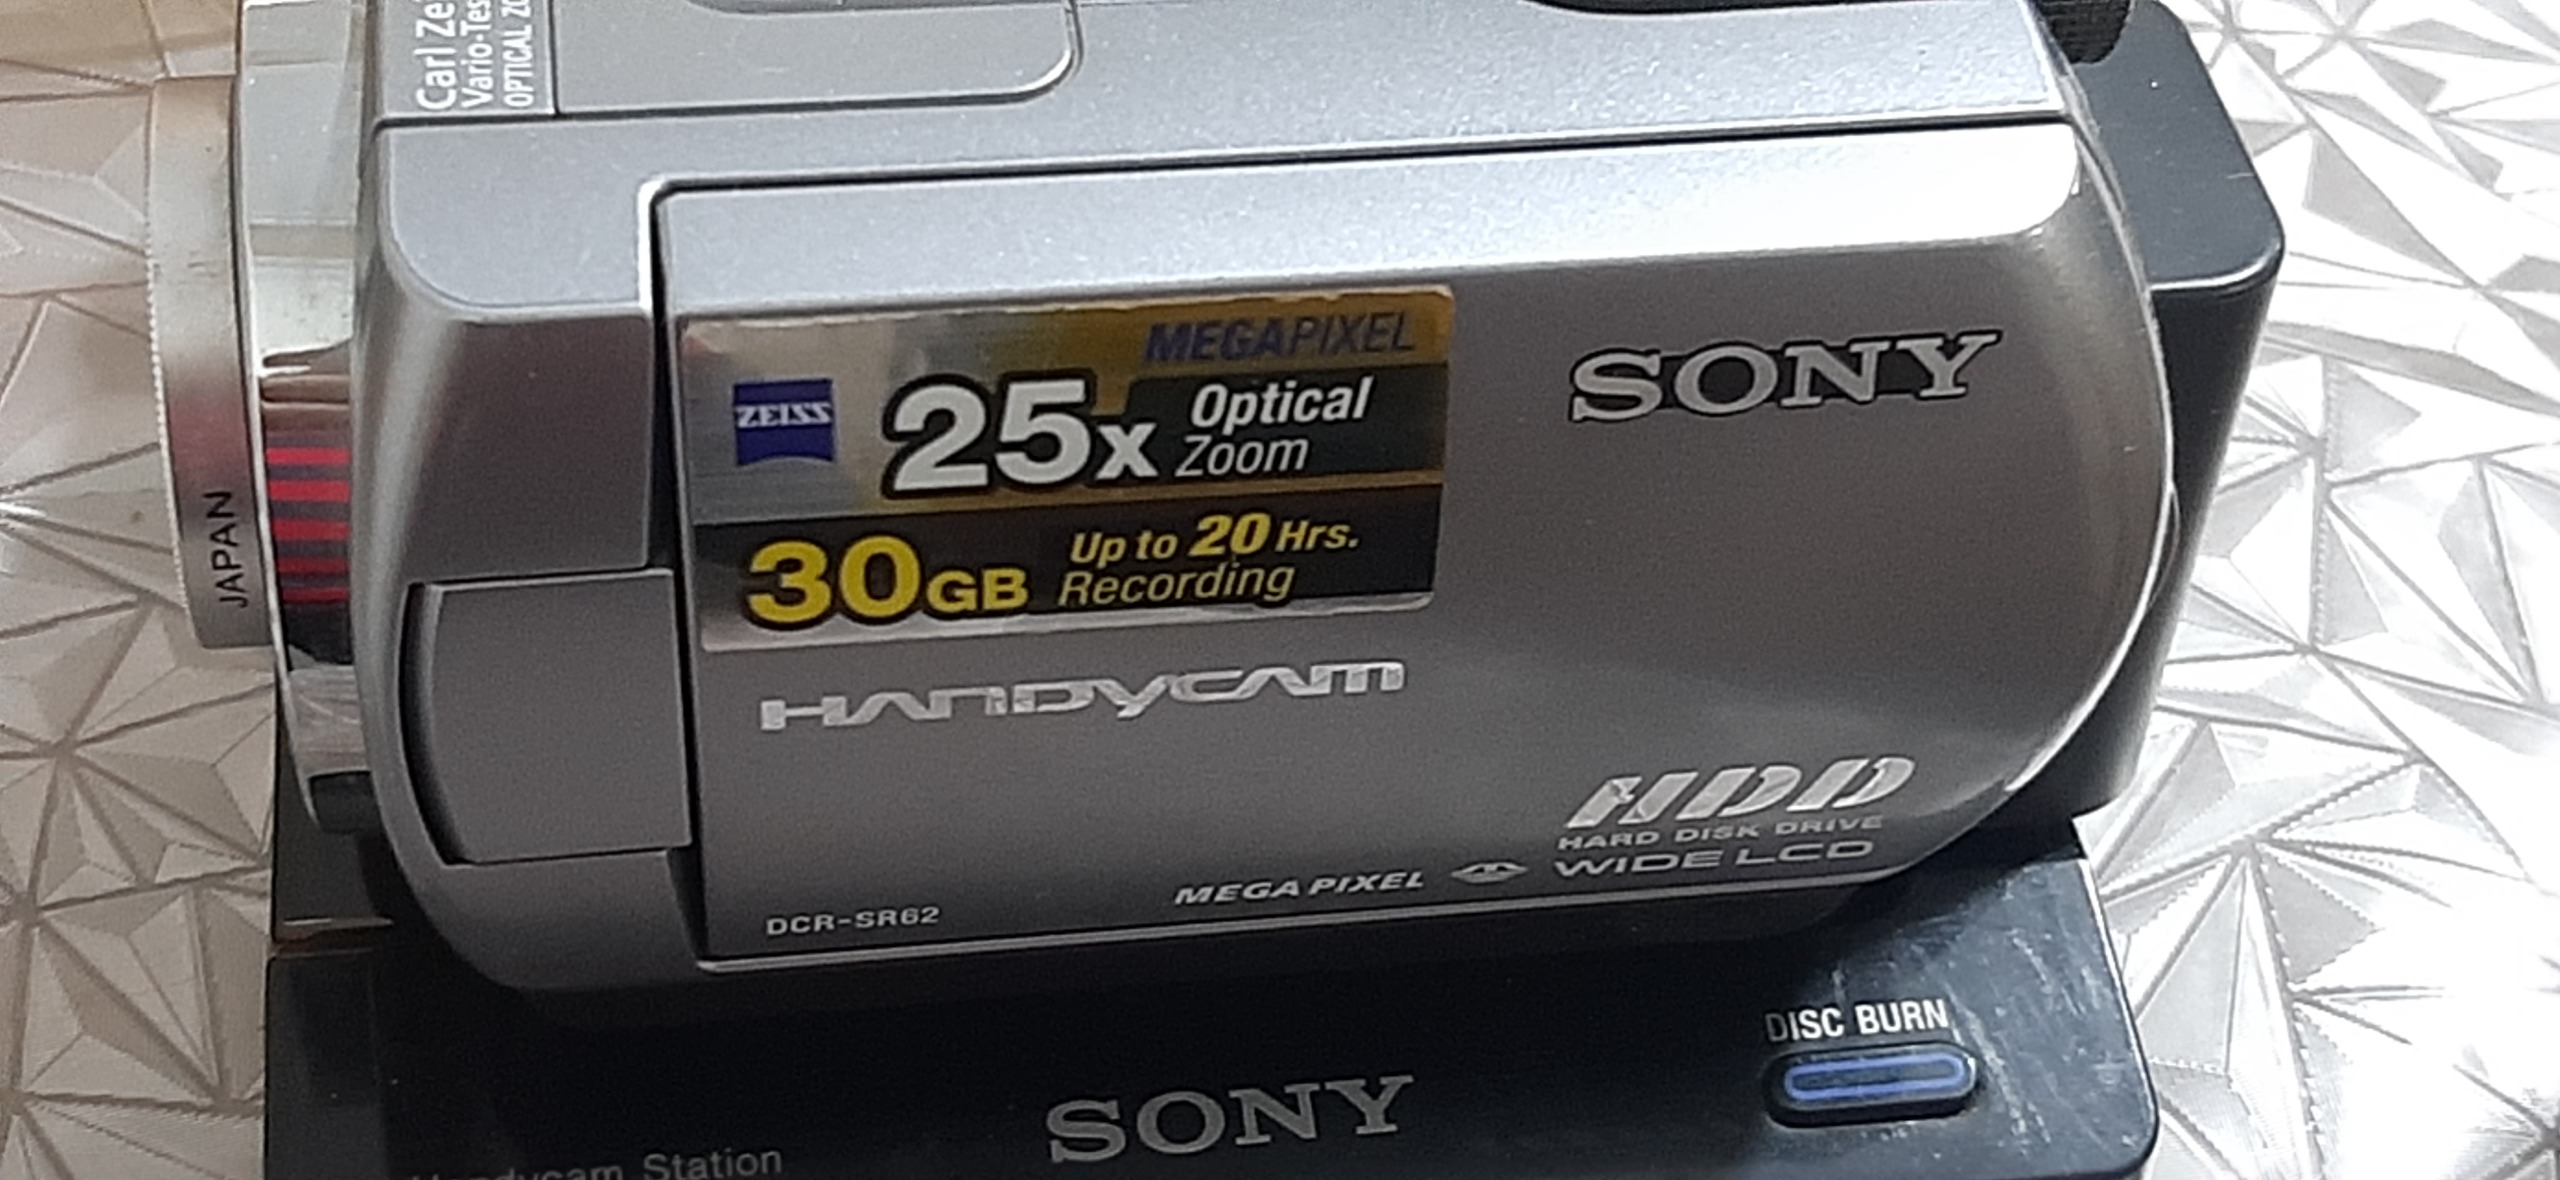 Carl
Vario-Tes
OPTICAL
JAPAN
MEGAPIXEL
ZEISS
25x Optical
Zoom
30GB Up to 20 Hrs.
Recording
SONY
HANDYCAM
HDD
HARD DISK DRIVE
MEGA PIXEL WIDE LCD
DCR-SR62
DISC BURN
SONY
Handycam Station